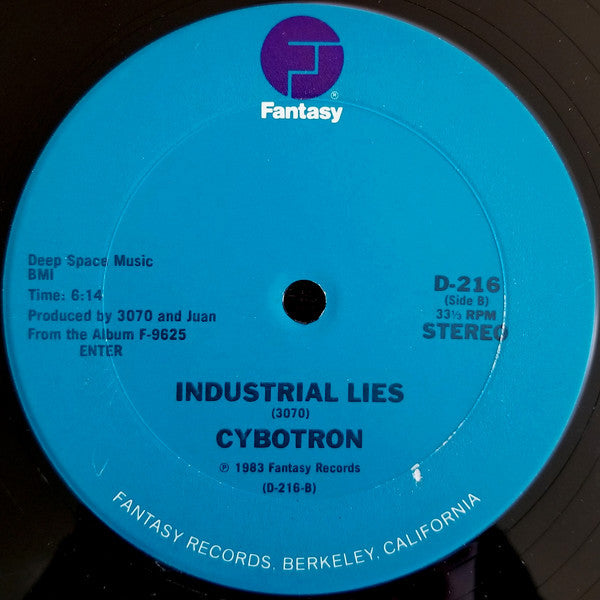 Fantasy®
Deep Space Music
BMI
Time: 6:14
Produced by 3070 and Juan
From the Album F-9625
ENTER
D-216
(Side B)
33⅓ RPM
STEREO
INDUSTRIAL LIES
(3070)
CYBOTRON
℗ 1983 Fantasy Records
(D-216-B)
FANTASY RECORDS, BERKELEY, CALIFORNIA